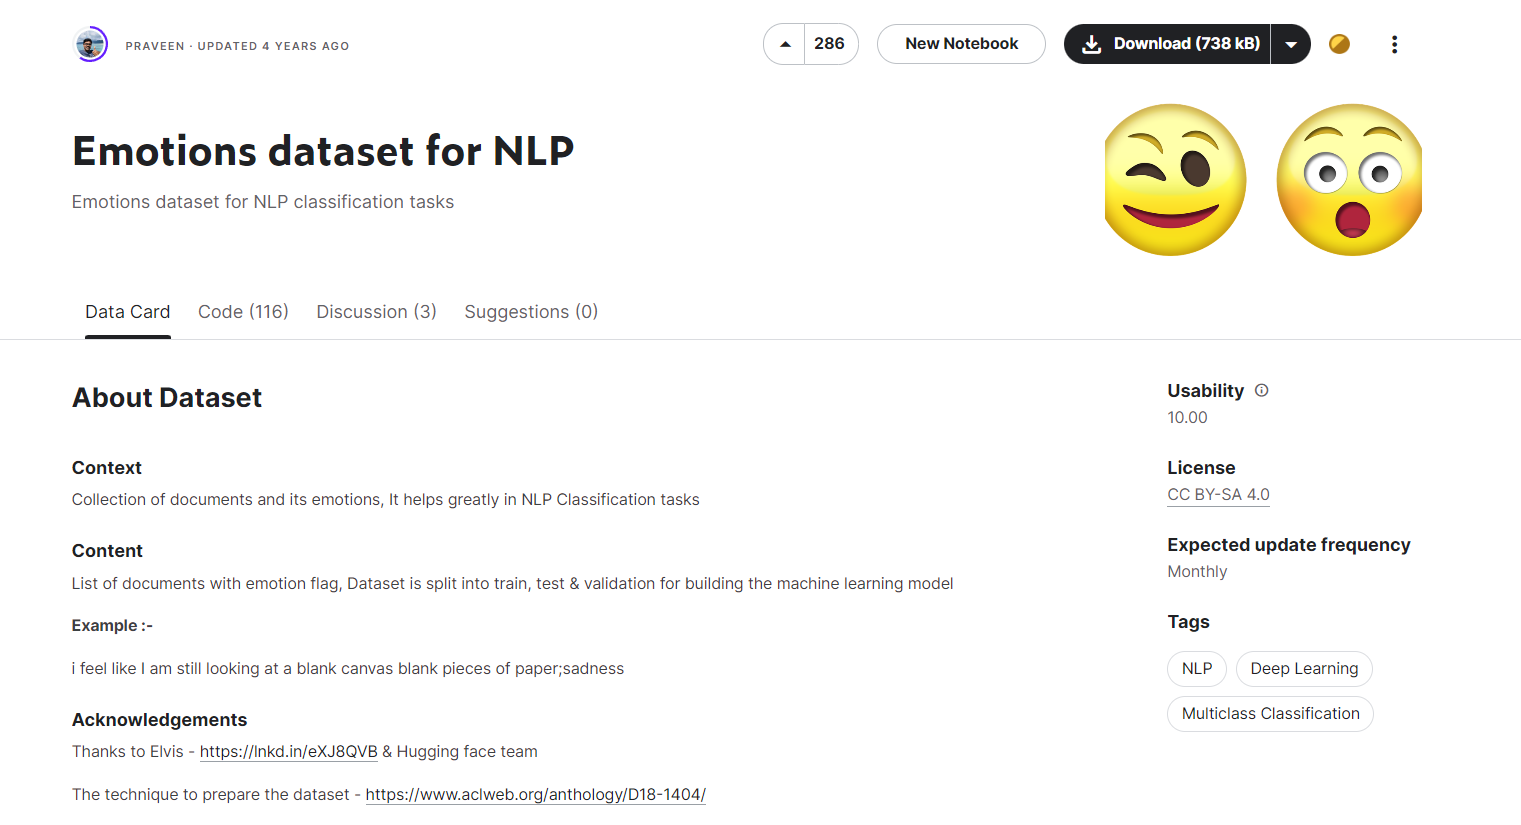 PRAVEEN · UPDATED 4 YEARS AGO
286
New Notebook
Download (738 kB)
Emotions dataset for NLP
Emotions dataset for NLP classification tasks
Data Card
Code (116)
Discussion (3)
Suggestions (0)
About Dataset
Context
Collection of documents and its emotions, It helps greatly in NLP Classification tasks
Content
List of documents with emotion flag, Dataset is split into train, test & validation for building the machine learning model
Example :-
i feel like I am still looking at a blank canvas blank pieces of paper;sadness
Acknowledgements
Thanks to Elvis - https://lnkd.in/eXJ8QVB & Hugging face team
The technique to prepare the dataset - https://www.aclweb.org/anthology/D18-1404/
Usability
10.00
License
CC BY-SA 4.0
Expected update frequency
Monthly
Tags
NLP
Deep Learning
Multiclass Classification